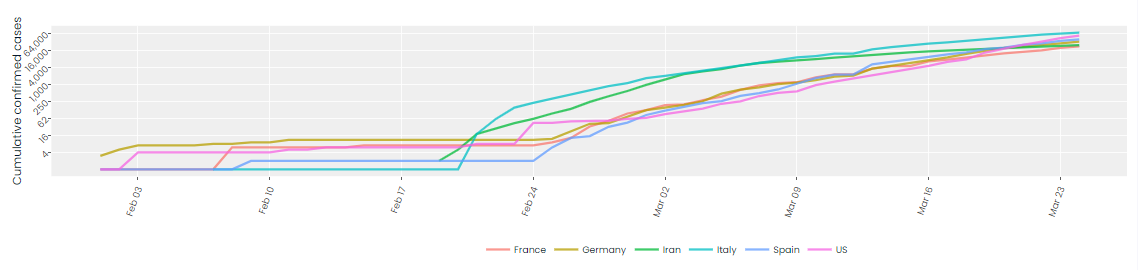 Cumulative confirmed cases
64,000
16,000
4,000
1,000
250
62
16
4
Feb 03
Feb 10
Feb 17
Feb 24
Mar 02
Mar 09
Mar 16
Mar 23
France Germany Iran Italy Spain US